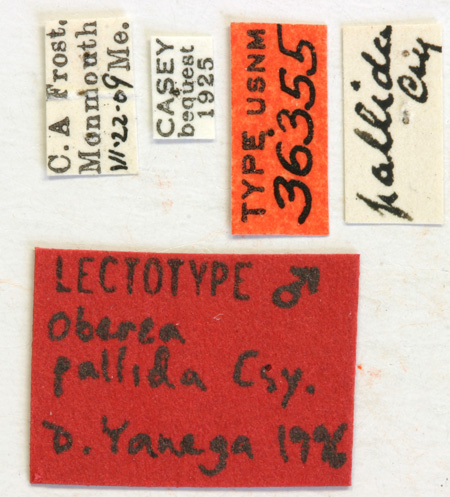 C. A Frost.
Monmouth Me.
VI·22·09
CASEY
bequest
1925
TYPE USNM
36355
pallida
Csy
LECTOTYPE ♂
Oberea
pallida Csy.
D. Yanega 1996